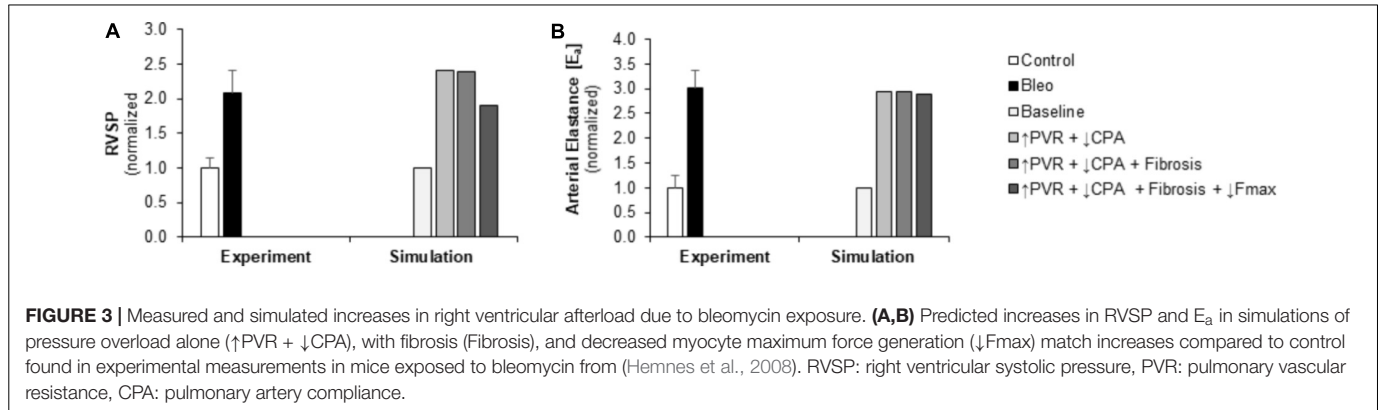 A
3.0
2.5
2.0
1.5
1.0
0.5
0.0
RVSP
(normalized)
Experiment
Simulation
B
4.0
3.5
3.0
2.5
2.0
1.5
1.0
0.5
0.0
Arterial Elastance [Ea]
(normalized)
Experiment
Simulation
Control
Bleo
Baseline
↑PVR + ↓CPA
↑PVR + ↓CPA + Fibrosis
↑PVR + ↓CPA + Fibrosis + ↓Fmax
FIGURE 3 | Measured and simulated increases in right ventricular afterload due to bleomycin exposure. (A,B) Predicted increases in RVSP and Ea in simulations of
pressure overload alone (↑PVR + ↓CPA), with fibrosis (Fibrosis), and decreased myocyte maximum force generation (↓Fmax) match increases compared to control
found in experimental measurements in mice exposed to bleomycin from (Hemnes et al., 2008). RVSP: right ventricular systolic pressure, PVR: pulmonary vascular
resistance, CPA: pulmonary artery compliance.